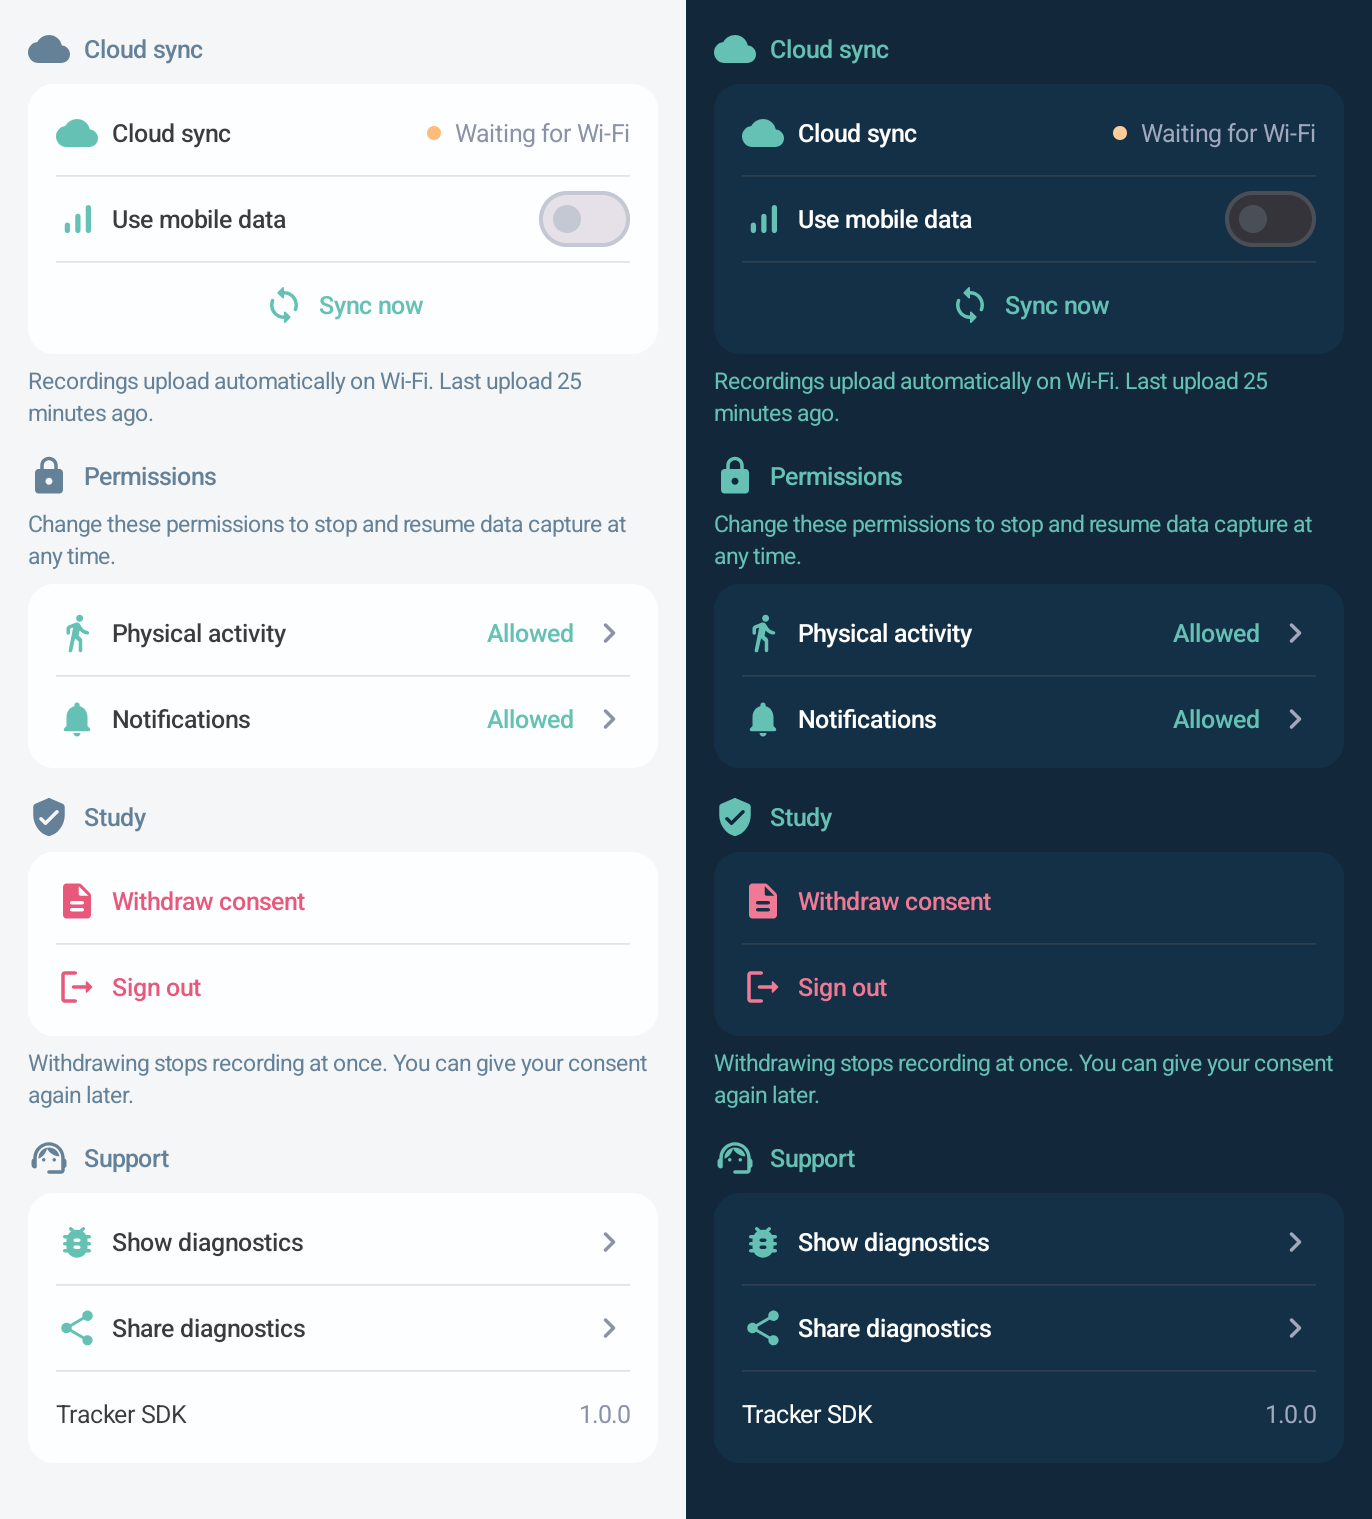 Cloud sync
Cloud sync
Waiting for Wi-Fi
Use mobile data
Sync now
Recordings upload automatically on Wi-Fi. Last upload 25
minutes ago.
Permissions
Change these permissions to stop and resume data capture at
any time.
Physical activity
Allowed
Notifications
Allowed
Study
Withdraw consent
Sign out
Withdrawing stops recording at once. You can give your consent
again later.
Support
Show diagnostics
Share diagnostics
Tracker SDK
1.0.0
Cloud sync
Cloud sync
Waiting for Wi-Fi
Use mobile data
Sync now
Recordings upload automatically on Wi-Fi. Last upload 25
minutes ago.
Permissions
Change these permissions to stop and resume data capture at
any time.
Physical activity
Allowed
Notifications
Allowed
Study
Withdraw consent
Sign out
Withdrawing stops recording at once. You can give your consent
again later.
Support
Show diagnostics
Share diagnostics
Tracker SDK
1.0.0